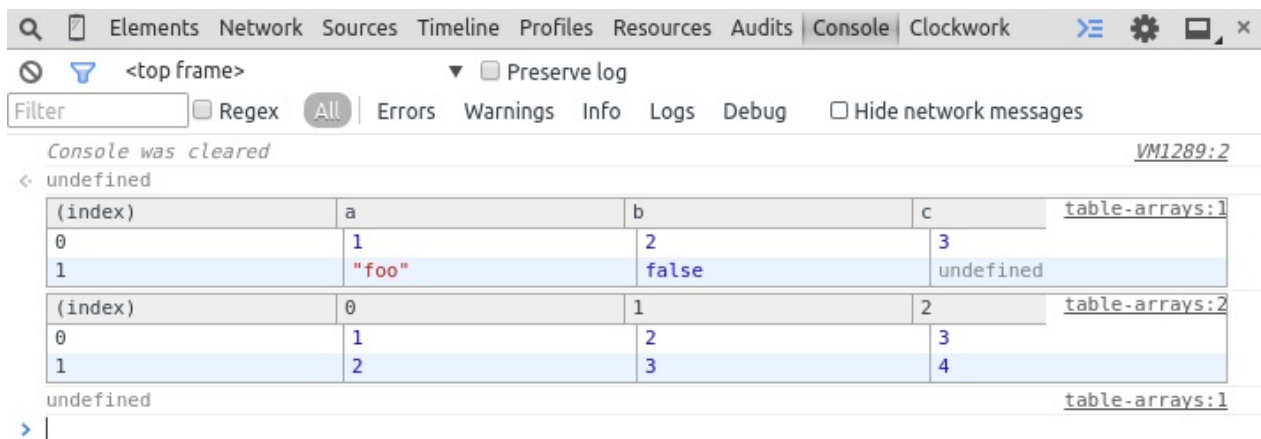 Elements Network Sources Timeline Profiles Resources Audits Console Clockwork
<top frame> Preserve log
Filter Regex All Errors Warnings Info Logs Debug Hide network messages
Console was cleared VM1289:2
undefined
(index) a b c table-arrays:1
0 1 2 3
1 "foo" false undefined
(index) 0 1 2 table-arrays:2
0 1 2 3
1 2 3 4
undefined table-arrays:1